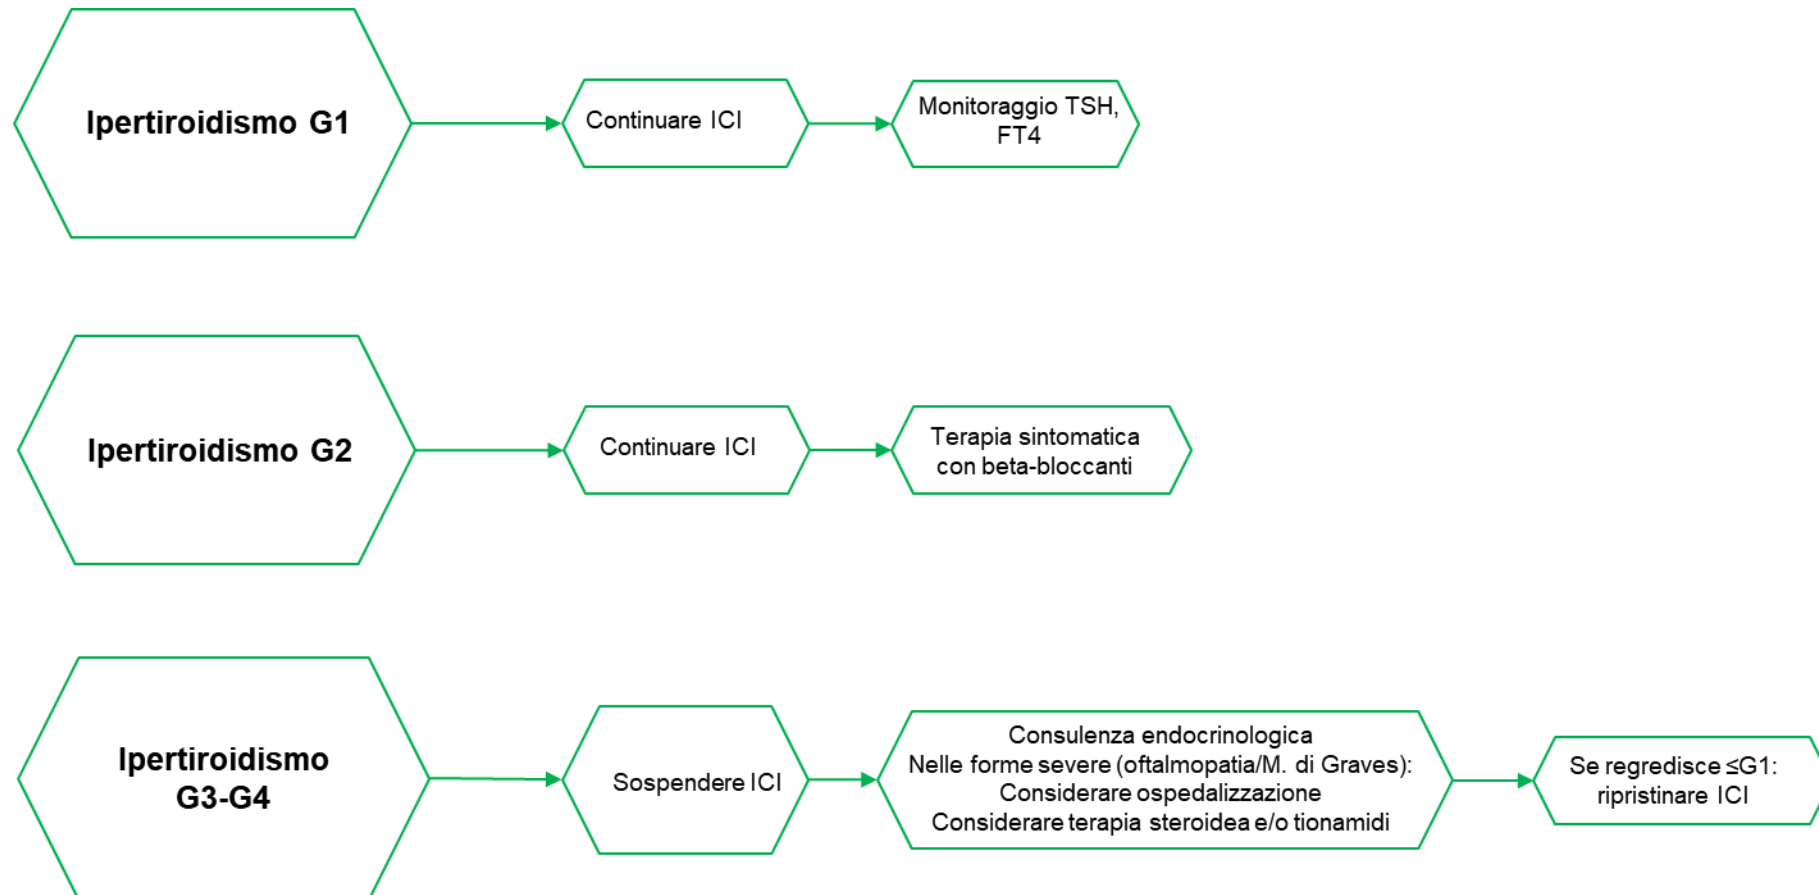 Ipertiroidismo G1
Continuare ICI
Monitoraggio TSH,
FT4
Ipertiroidismo G2
Continuare ICI
Terapia sintomatica
con beta-bloccanti
Ipertiroidismo
G3-G4
Sospendere ICI
Consulenza endocrinologica
Nelle forme severe (oftalmopatia/M. di Graves):
Considerare ospedalizzazione
Considerare terapia steroidea e/o tionamidi
Se regredisce ≤G1:
ripristinare ICI